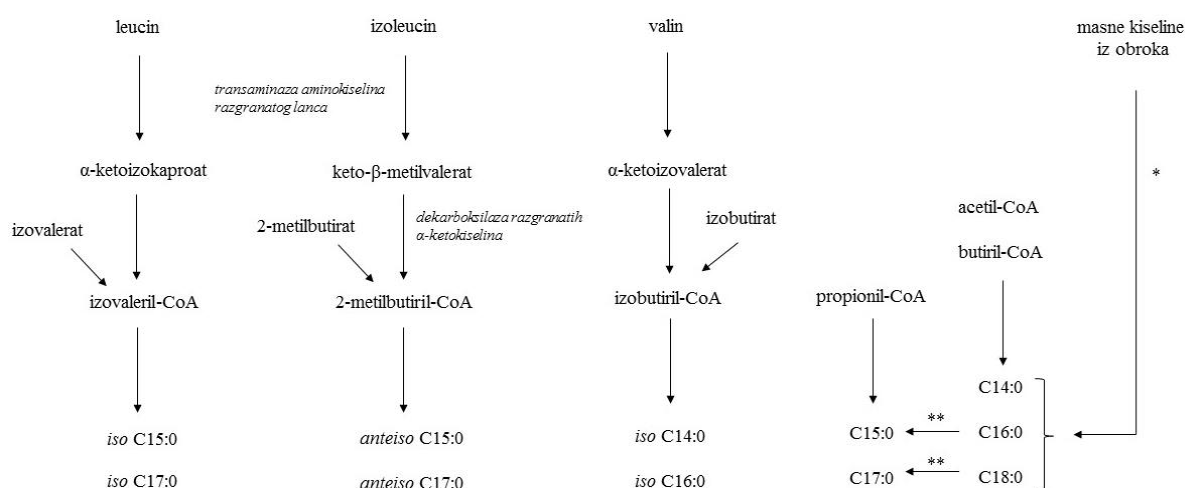 leucin
izoleucin
valin
masne kiseline
iz obroka
transaminaza aminokiselina
razgranatog lanca
α-ketoizokaproat
keto-β-metilvalerat
α-ketoizovalerat
*
izovalerat
2-metilbutirat
dekarboksilaza razgranatih
α-ketokiselina
izobutirat
acetil-CoA
butiril-CoA
izovaleril-CoA
2-metilbutiril-CoA
izobutiril-CoA
propionil-CoA
C14:0
iso C15:0
anteiso C15:0
iso C14:0
C15:0
**
C16:0
iso C17:0
anteiso C17:0
iso C16:0
C17:0
**
C18:0